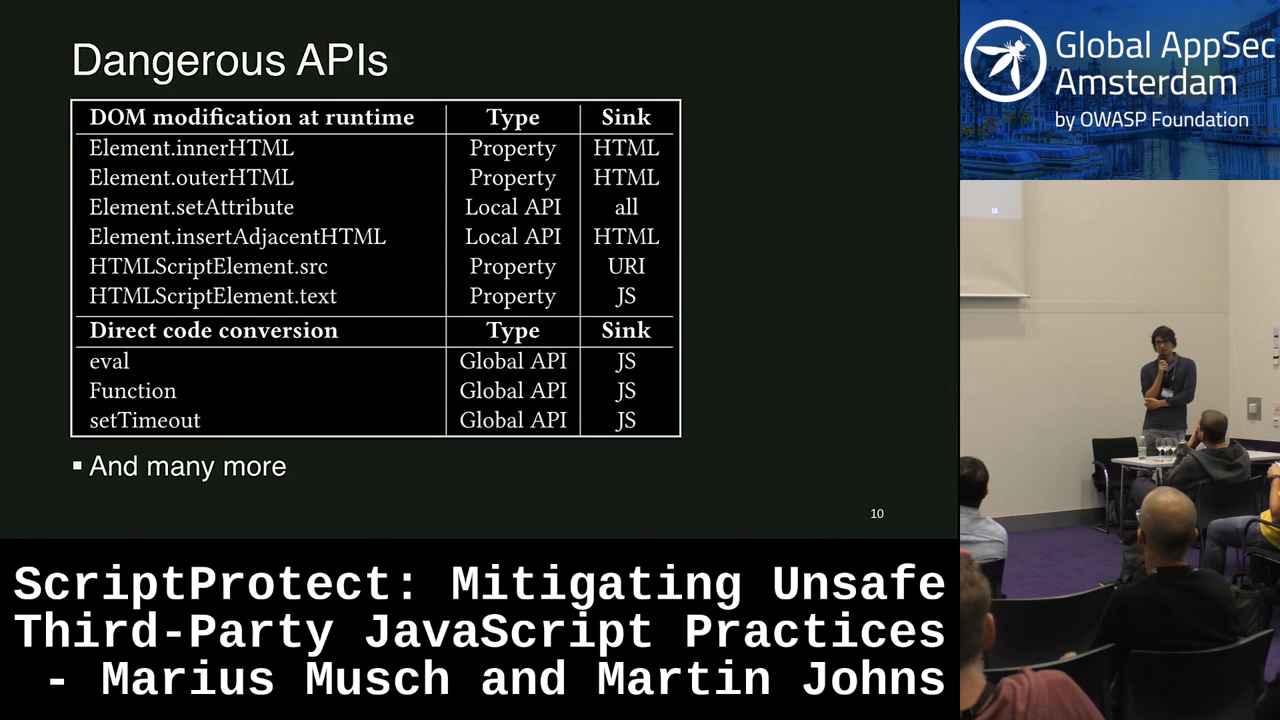 Dangerous APIs
DOM modification at runtime Type Sink
Element.innerHTML Property HTML
Element.outerHTML Property HTML
Element.setAttribute Local API all
Element.insertAdjacentHTML Local API HTML
HTMLScriptElement.src Property URI
HTMLScriptElement.text Property JS
Direct code conversion Type Sink
eval Global API JS
Function Global API JS
setTimeout Global API JS
▪ And many more
10
ScriptProtect: Mitigating Unsafe
Third-Party JavaScript Practices
- Marius Musch and Martin Johns
Global AppSec
Amsterdam
by OWASP Foundation
10